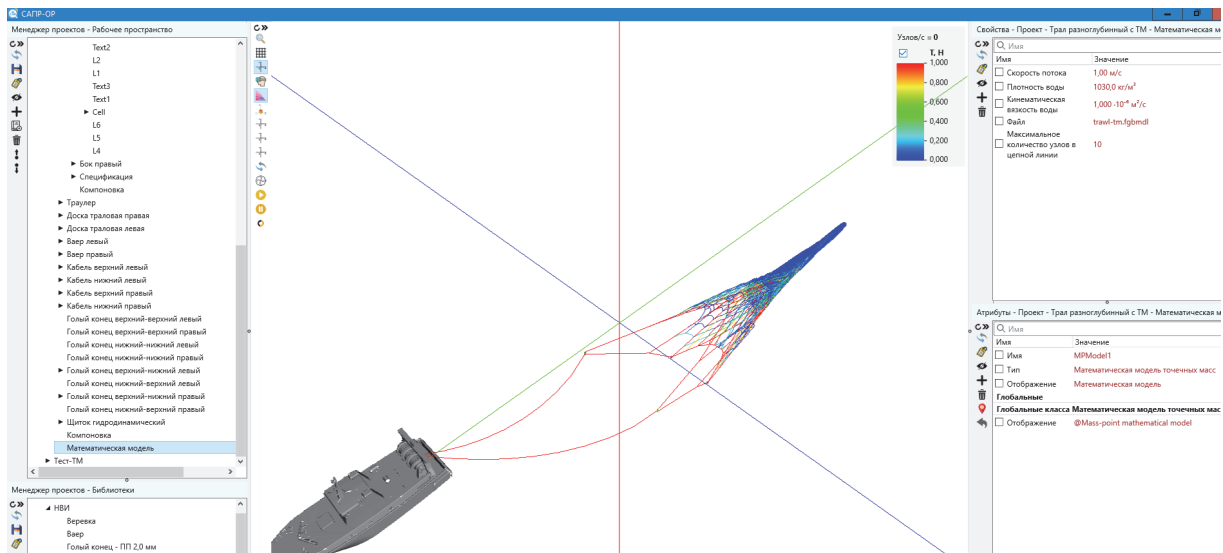 САПР-ОР
Менеджер проектов - Рабочее пространство
Text2
L2
L1
Text3
Text1
Cell
L6
L5
L4
Бок правый
Спецификация
Компоновка
Траулер
Доска траловая правая
Доска траловая левая
Ваер левый
Ваер правый
Кабель верхний левый
Кабель нижний левый
Кабель верхний правый
Кабель нижний правый
Голый конец верхний-верхний левый
Голый конец верхний-верхний правый
Голый конец нижний-нижний левый
Голый конец нижний-нижний правый
Голый конец верхний-нижний левый
Голый конец нижний-верхний левый
Голый конец верхний-нижний правый
Голый конец нижний-верхний правый
Щиток гидродинамический
Компоновка
Математическая модель
Тест-ТМ
Менеджер проектов - Библиотеки
НВИ
Веревка
Ваер
Голый конец - ПП 2,0 мм
Узлов/с = 0
T, Н
1,000
0,800
0,600
0,400
0,200
0,000
Свойства - Проект - Трал разноглубинный с ТМ - Математическая мо
Имя
Имя Значение
Скорость потока 1,00 м/с
Плотность воды 1030,0 кг/м³
Кинематическая
вязкость воды 1,000 ·10⁻⁶ м²/с
Файл trawl-tm.fgbmdl
Максимальное
количество узлов в 10
цепной линии
Атрибуты - Проект - Трал разноглубинный с ТМ - Математическая м
Имя
Имя Значение
Имя MPModel1
Тип Математическая модель точечных масс
Отображение Математическая модель
Глобальные
Глобальные класса Математическая модель точечных масс
Отображение @Mass-point mathematical model